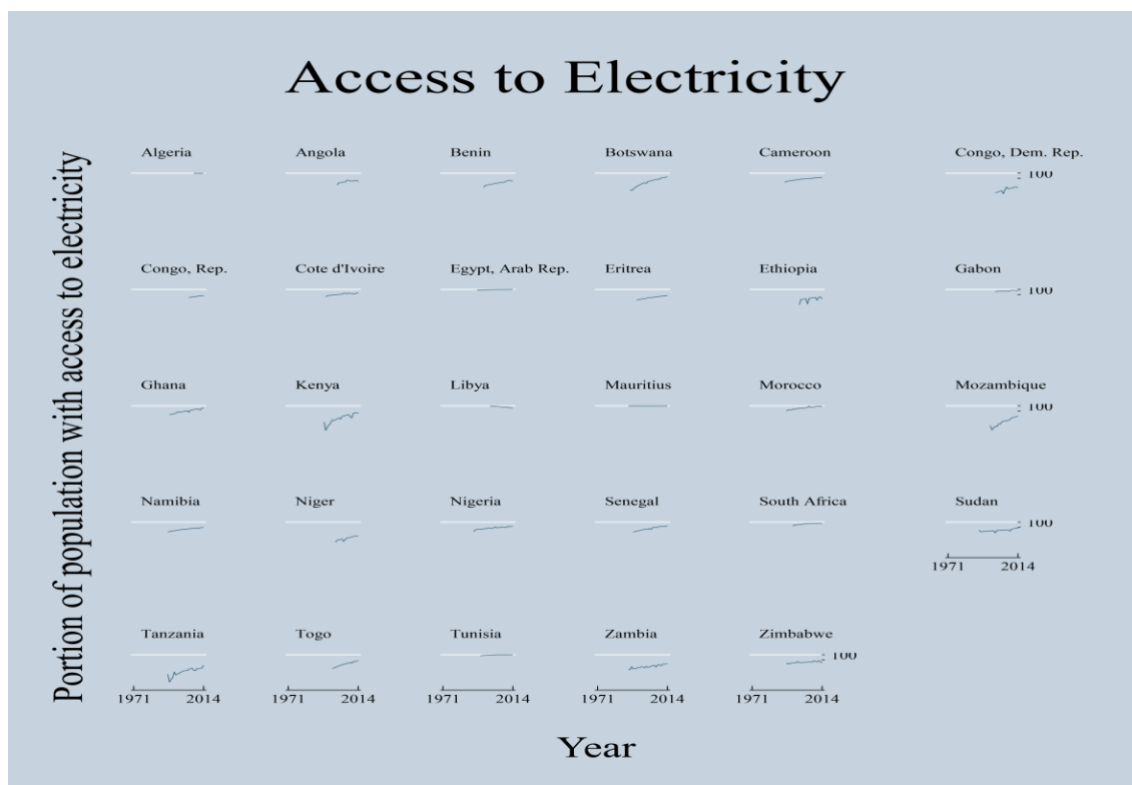 Access to Electricity
Portion of population with access to electricity
Algeria Angola Benin Botswana Cameroon Congo, Dem. Rep.
100
Congo, Rep. Cote d'Ivoire Egypt, Arab Rep. Eritrea Ethiopia Gabon
100
Ghana Kenya Libya Mauritius Morocco Mozambique
100
Namibia Niger Nigeria Senegal South Africa Sudan
100
1971 2014
Tanzania Togo Tunisia Zambia Zimbabwe
100
1971 2014 1971 2014 1971 2014 1971 2014 1971 2014
Year